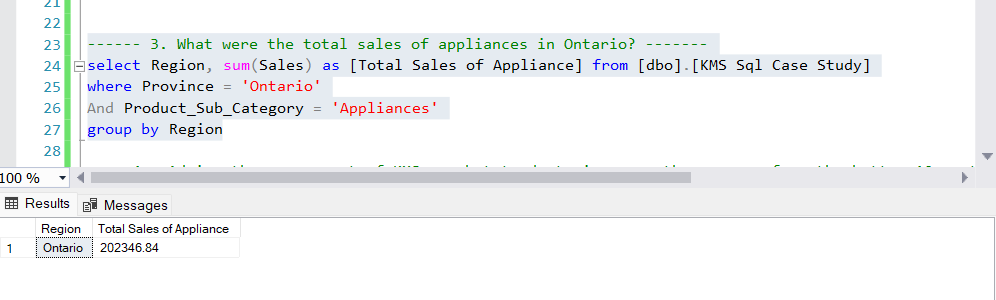 21
22
23 ------ 3. What were the total sales of appliances in Ontario? -------
24 select Region, sum(Sales) as [Total Sales of Appliance] from [dbo].[KMS Sql Case Study]
25 where Province = 'Ontario'
26 And Product_Sub_Category = 'Appliances'
27 group by Region
28
100 %
Results Messages
Region Total Sales of Appliance
1 Ontario 202346.84